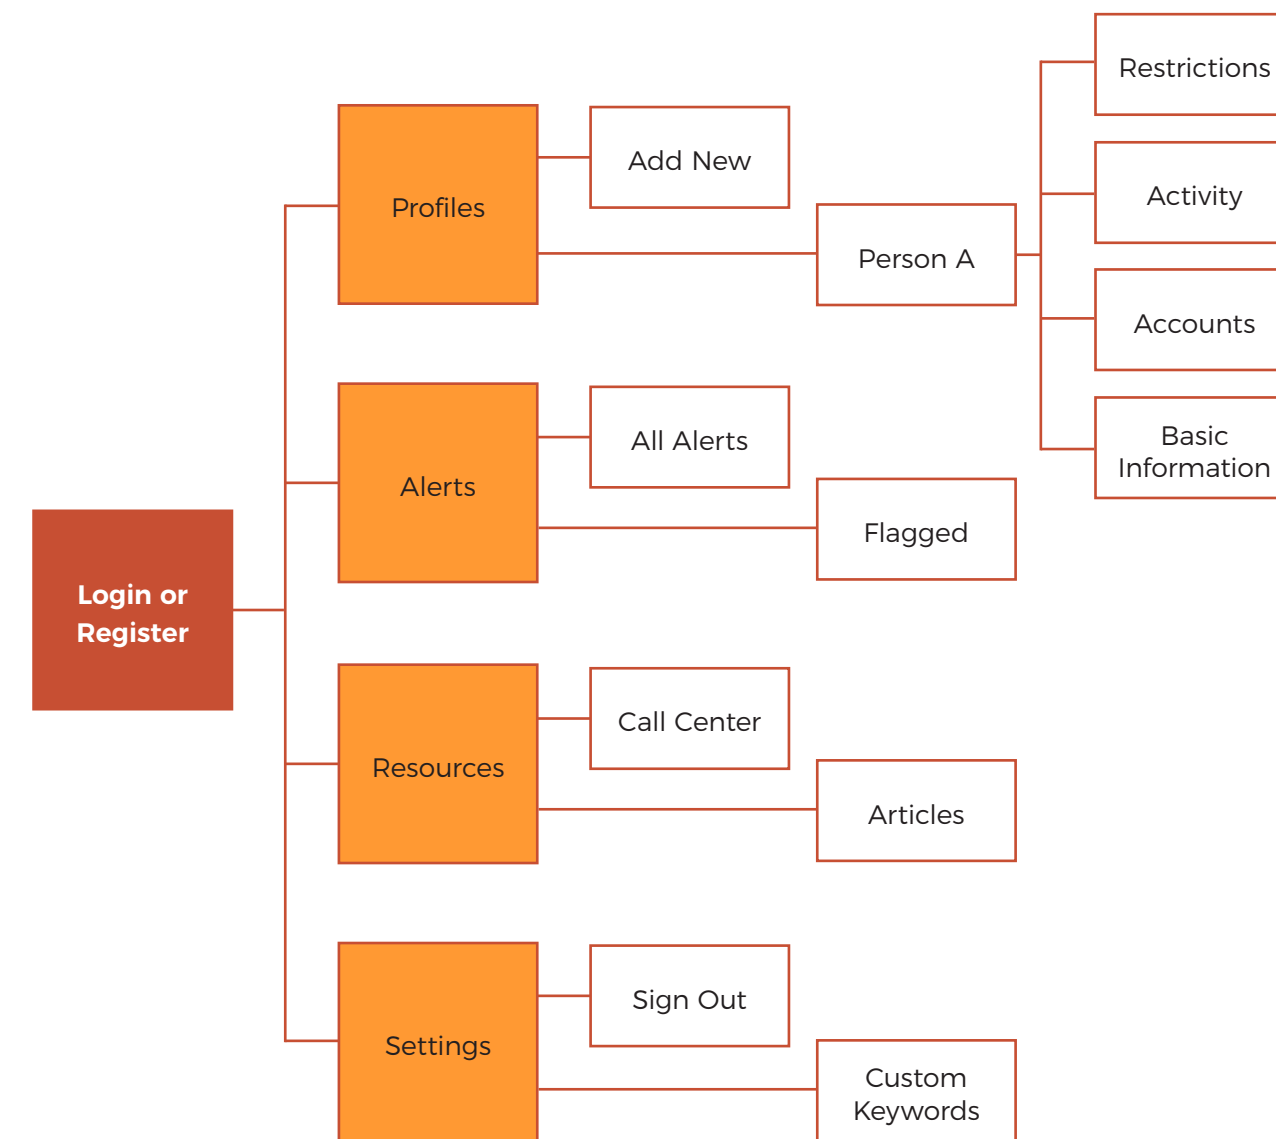 Restrictions
Add New
Profiles
Activity
Person A
Accounts
All Alerts
Basic
Information
Alerts
Flagged
Login or
Register
Call Center
Resources
Articles
Sign Out
Settings
Custom
Keywords